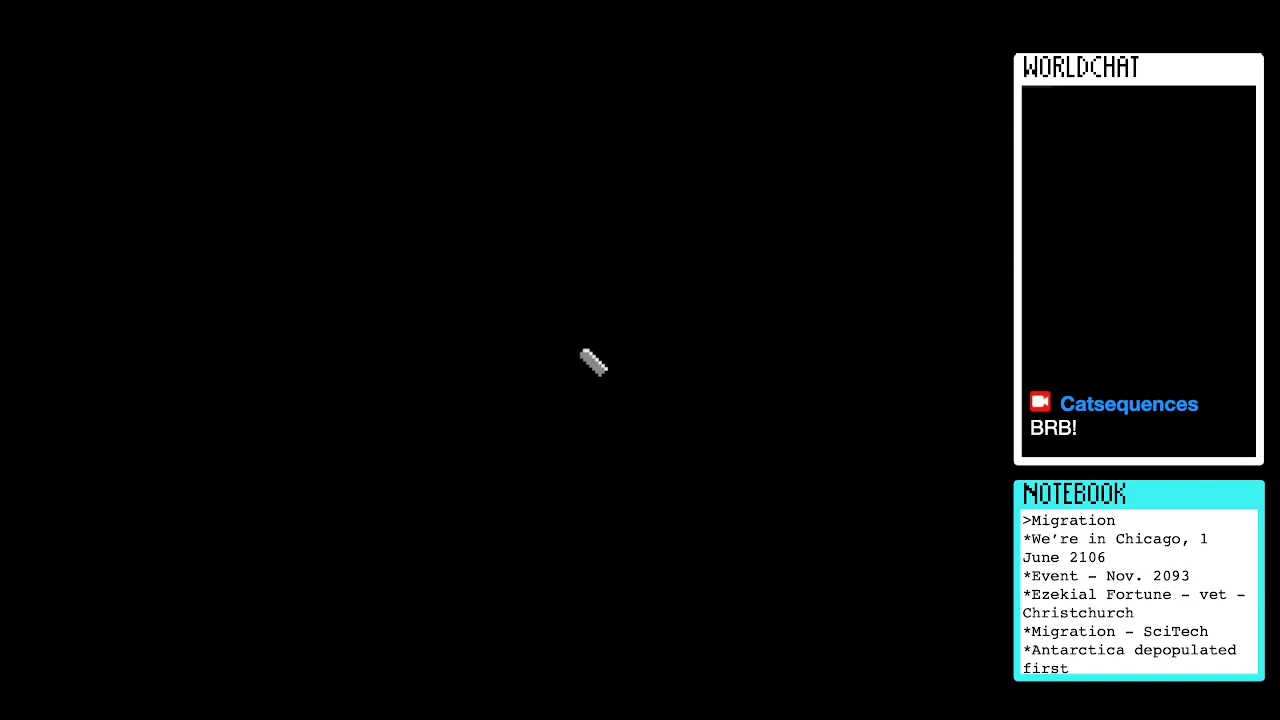 WORLDCHAT
Catsequences
BRB!
NOTEBOOK
>Migration
*We're in Chicago, 1
June 2106
*Event - Nov. 2093
*Ezekial Fortune - vet -
Christchurch
*Migration - SciTech
*Antarctica depopulated
first